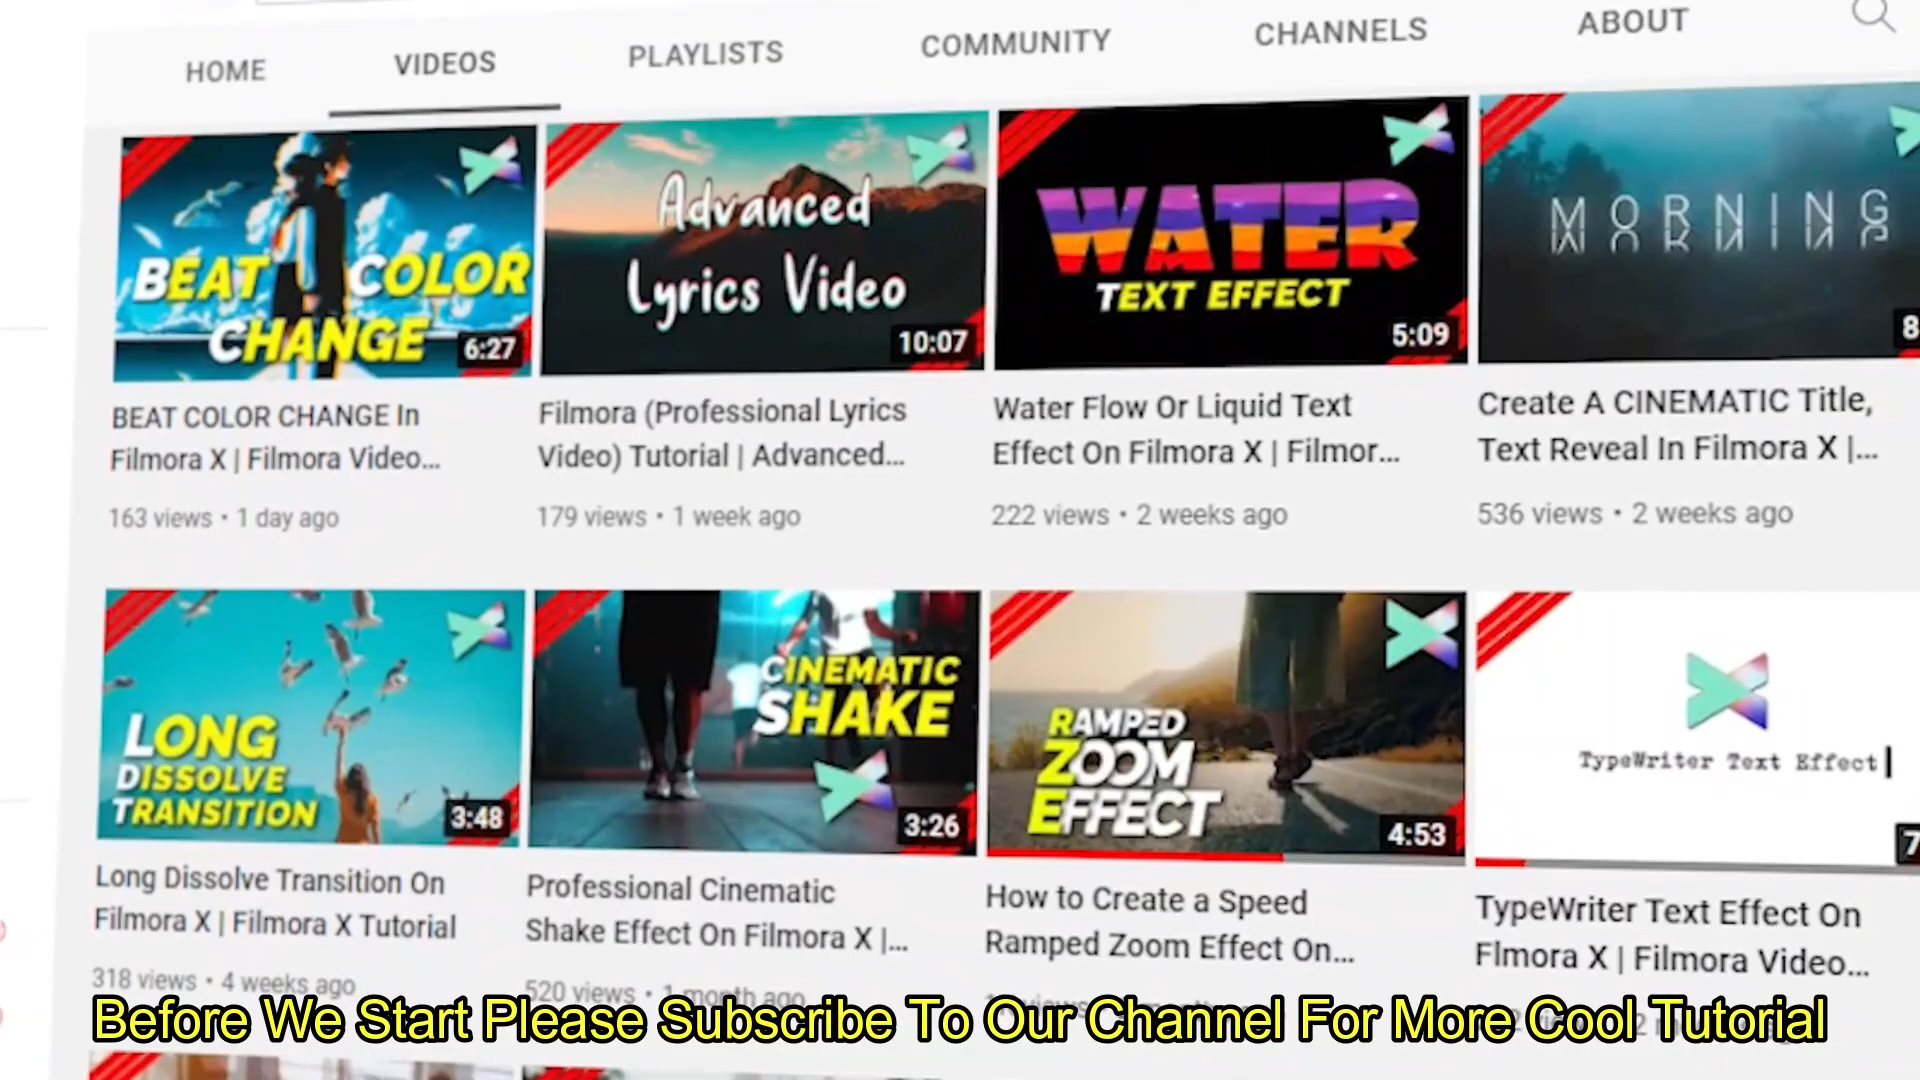 HOME
VIDEOS
PLAYLISTS
COMMUNITY
CHANNELS
ABOUT
BEAT COLOR
CHANGE
6:27
Advanced
Lyrics Video
10:07
WATER
TEXT EFFECT
5:09
MORNING
8
BEAT COLOR CHANGE In
Filmora X | Filmora Video...
163 views • 1 day ago
Filmora (Professional Lyrics
Video) Tutorial | Advanced...
179 views • 1 week ago
Water Flow Or Liquid Text
Effect On Filmora X | Filmor...
222 views • 2 weeks ago
Create A CINEMATIC Title,
Text Reveal In Filmora X |...
536 views • 2 weeks ago
LONG
DISSOLVE
TRANSITION
3:48
CINEMATIC
SHAKE
3:26
RAMPED
ZOOM
EFFECT
4:53
TypeWriter Text Effect
7
Long Dissolve Transition On
Filmora X | Filmora X Tutorial
318 views • 4 weeks ago
Professional Cinematic
Shake Effect On Filmora X |...
520 views • 1 month ago
How to Create a Speed
Ramped Zoom Effect On...
TypeWriter Text Effect On
Flmora X | Filmora Video...
Before We Start Please Subscribe To Our Channel For More Cool Tutorial